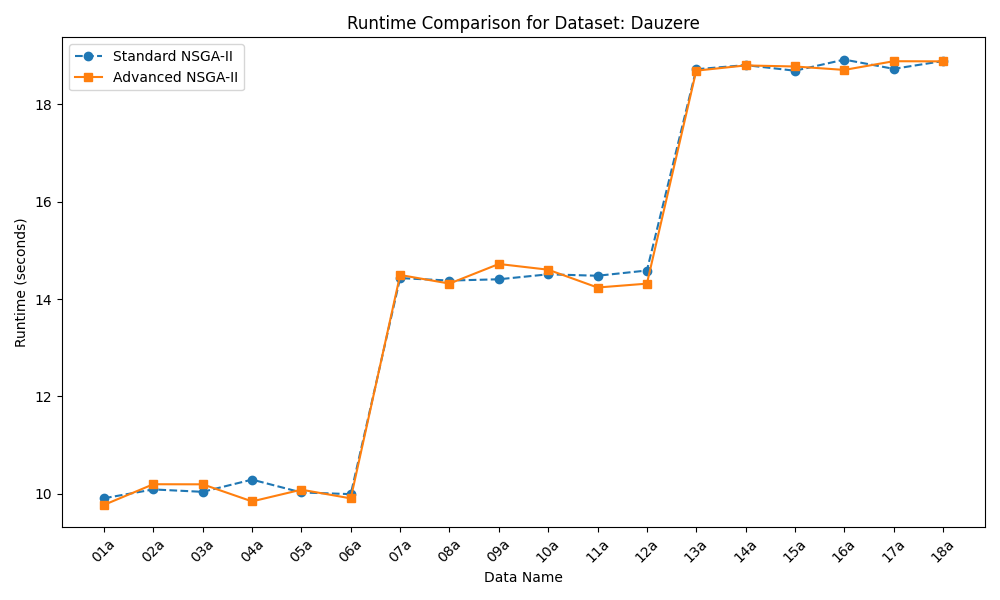 Runtime Comparison for Dataset: Dauzere
Standard NSGA-II
Advanced NSGA-II
Runtime (seconds)
18
16
14
12
10
01a 02a 03a 04a 05a 06a 07a 08a 09a 10a 11a 12a 13a 14a 15a 16a 17a 18a
Data Name